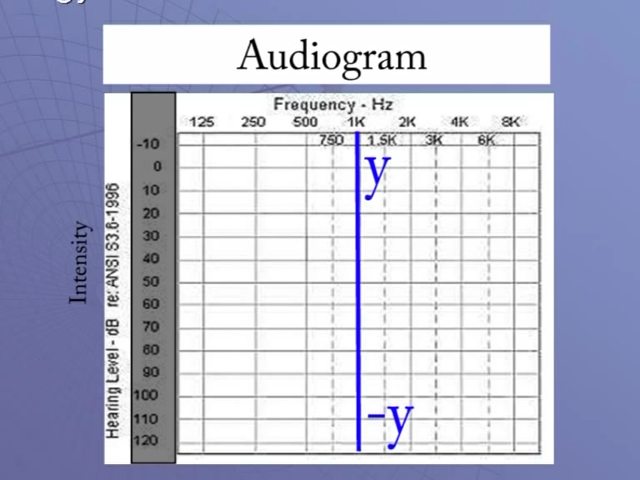 gy
Audiogram
Frequency - Hz
125 250 500 1K 2K 4K 8K
750 1.5K 3K 6K
y
-10
0
10
20
30
40
50
60
70
80
90
100
110
120
-y
Hearing Level - dB re: ANSI S3.6-1996
Intensity